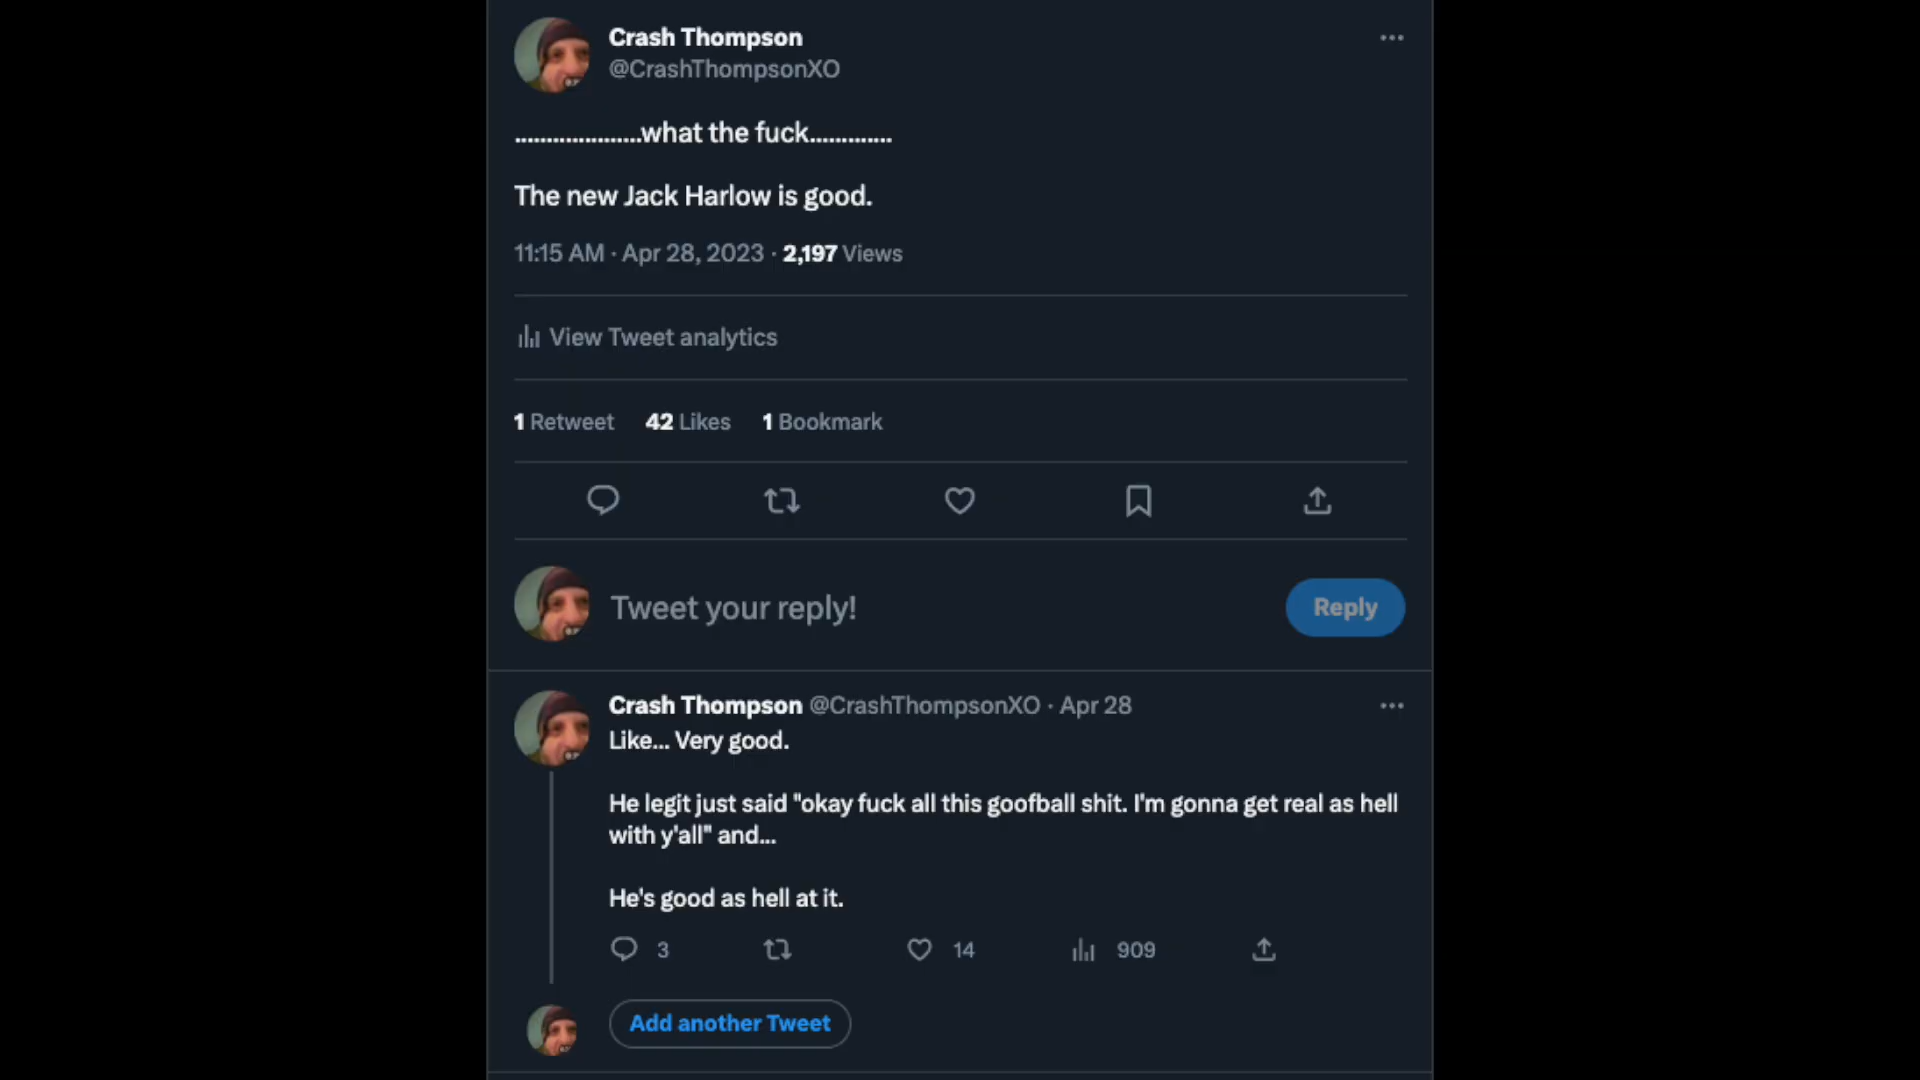 Crash Thompson
@CrashThompsonXO
....................what the fuck.............
The new Jack Harlow is good.
11:15 AM · Apr 28, 2023 · 2,197 Views
View Tweet analytics
1 Retweet 42 Likes 1 Bookmark
Tweet your reply!
Reply
Crash Thompson @CrashThompsonXO · Apr 28
Like... Very good.
He legit just said "okay fuck all this goofball shit. I'm gonna get real as hell
with y'all" and...
He's good as hell at it.
3 14 909
Add another Tweet